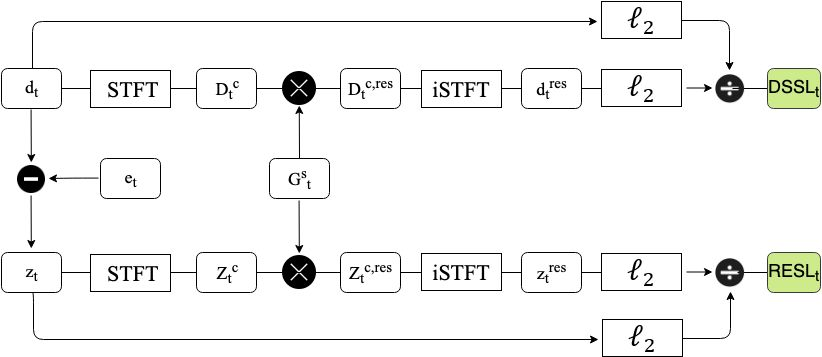 ℓ₂
dₜ STFT Dₜᶜ × Dₜᶜ,ʳᵉˢ iSTFT dₜʳᵉˢ ℓ₂ ÷ DSSLₜ
− eₜ Gˢₜ
zₜ STFT Zₜᶜ × Zₜᶜ,ʳᵉˢ iSTFT zₜʳᵉˢ ℓ₂ ÷ RESLₜ
ℓ₂